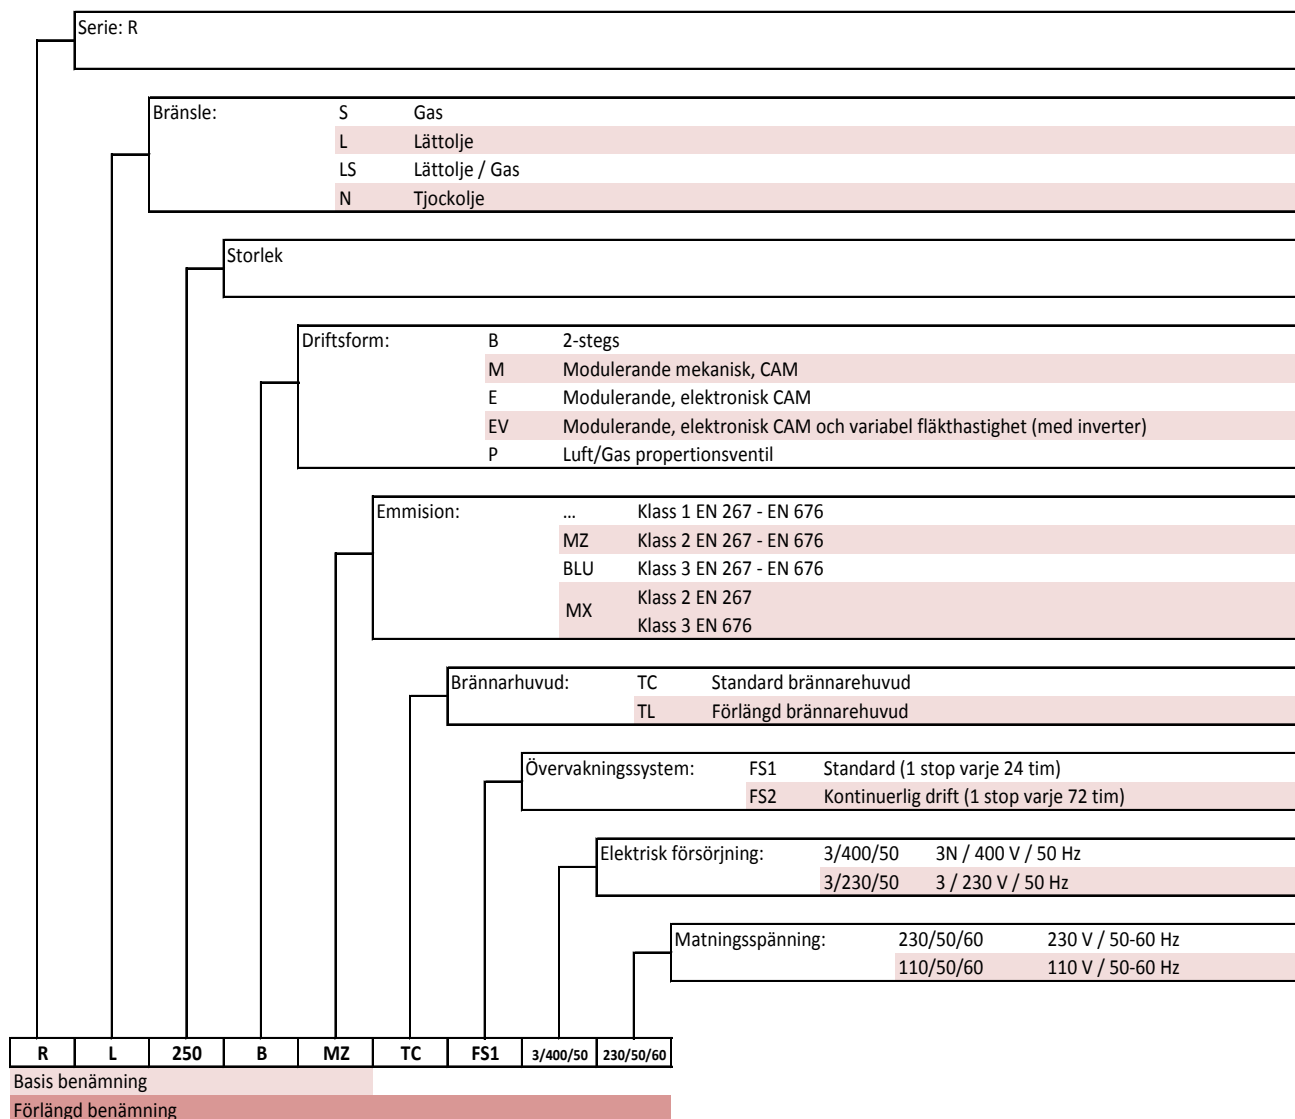 Serie: R
Bränsle: S Gas
L Lättolje
LS Lättolje / Gas
N Tjockolje
Storlek
Driftsform: B 2-stegs
M Modulerande mekanisk, CAM
E Modulerande, elektronisk CAM
EV Modulerande, elektronisk CAM och variabel fläkthastighet (med inverter)
P Luft/Gas propertionsventil
Emmision: ... Klass 1 EN 267 - EN 676
MZ Klass 2 EN 267 - EN 676
BLU Klass 3 EN 267 - EN 676
MX Klass 2 EN 267
Klass 3 EN 676
Brännarhuvud: TC Standard brännarehuvud
TL Förlängd brännarehuvud
Övervakningssystem: FS1 Standard (1 stop varje 24 tim)
FS2 Kontinuerlig drift (1 stop varje 72 tim)
Elektrisk försörjning: 3/400/50 3N / 400 V / 50 Hz
3/230/50 3 / 230 V / 50 Hz
Matningsspänning: 230/50/60 230 V / 50-60 Hz
110/50/60 110 V / 50-60 Hz
R L 250 B MZ TC FS1 3/400/50 230/50/60
Basis benämning
Förlängd benämning